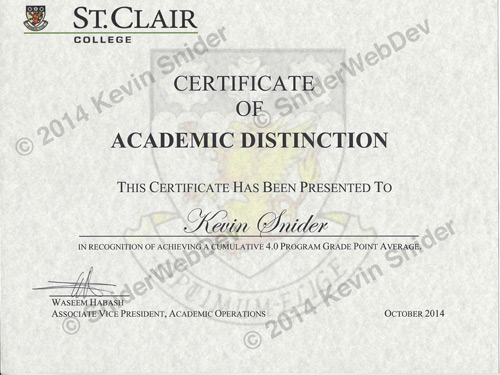 ST. CLAIR
COLLEGE
CERTIFICATE
OF
ACADEMIC DISTINCTION
THIS CERTIFICATE HAS BEEN PRESENTED TO
Kevin Snider
IN RECOGNITION OF ACHIEVING A CUMULATIVE 4.0 PROGRAM GRADE POINT AVERAGE.
WASEEM HABASH
ASSOCIATE VICE PRESIDENT, ACADEMIC OPERATIONS
OCTOBER 2014
© 2014 Kevin Snider
© SniderWebDev
© SniderWebDev
© 2014 Kevin Snider